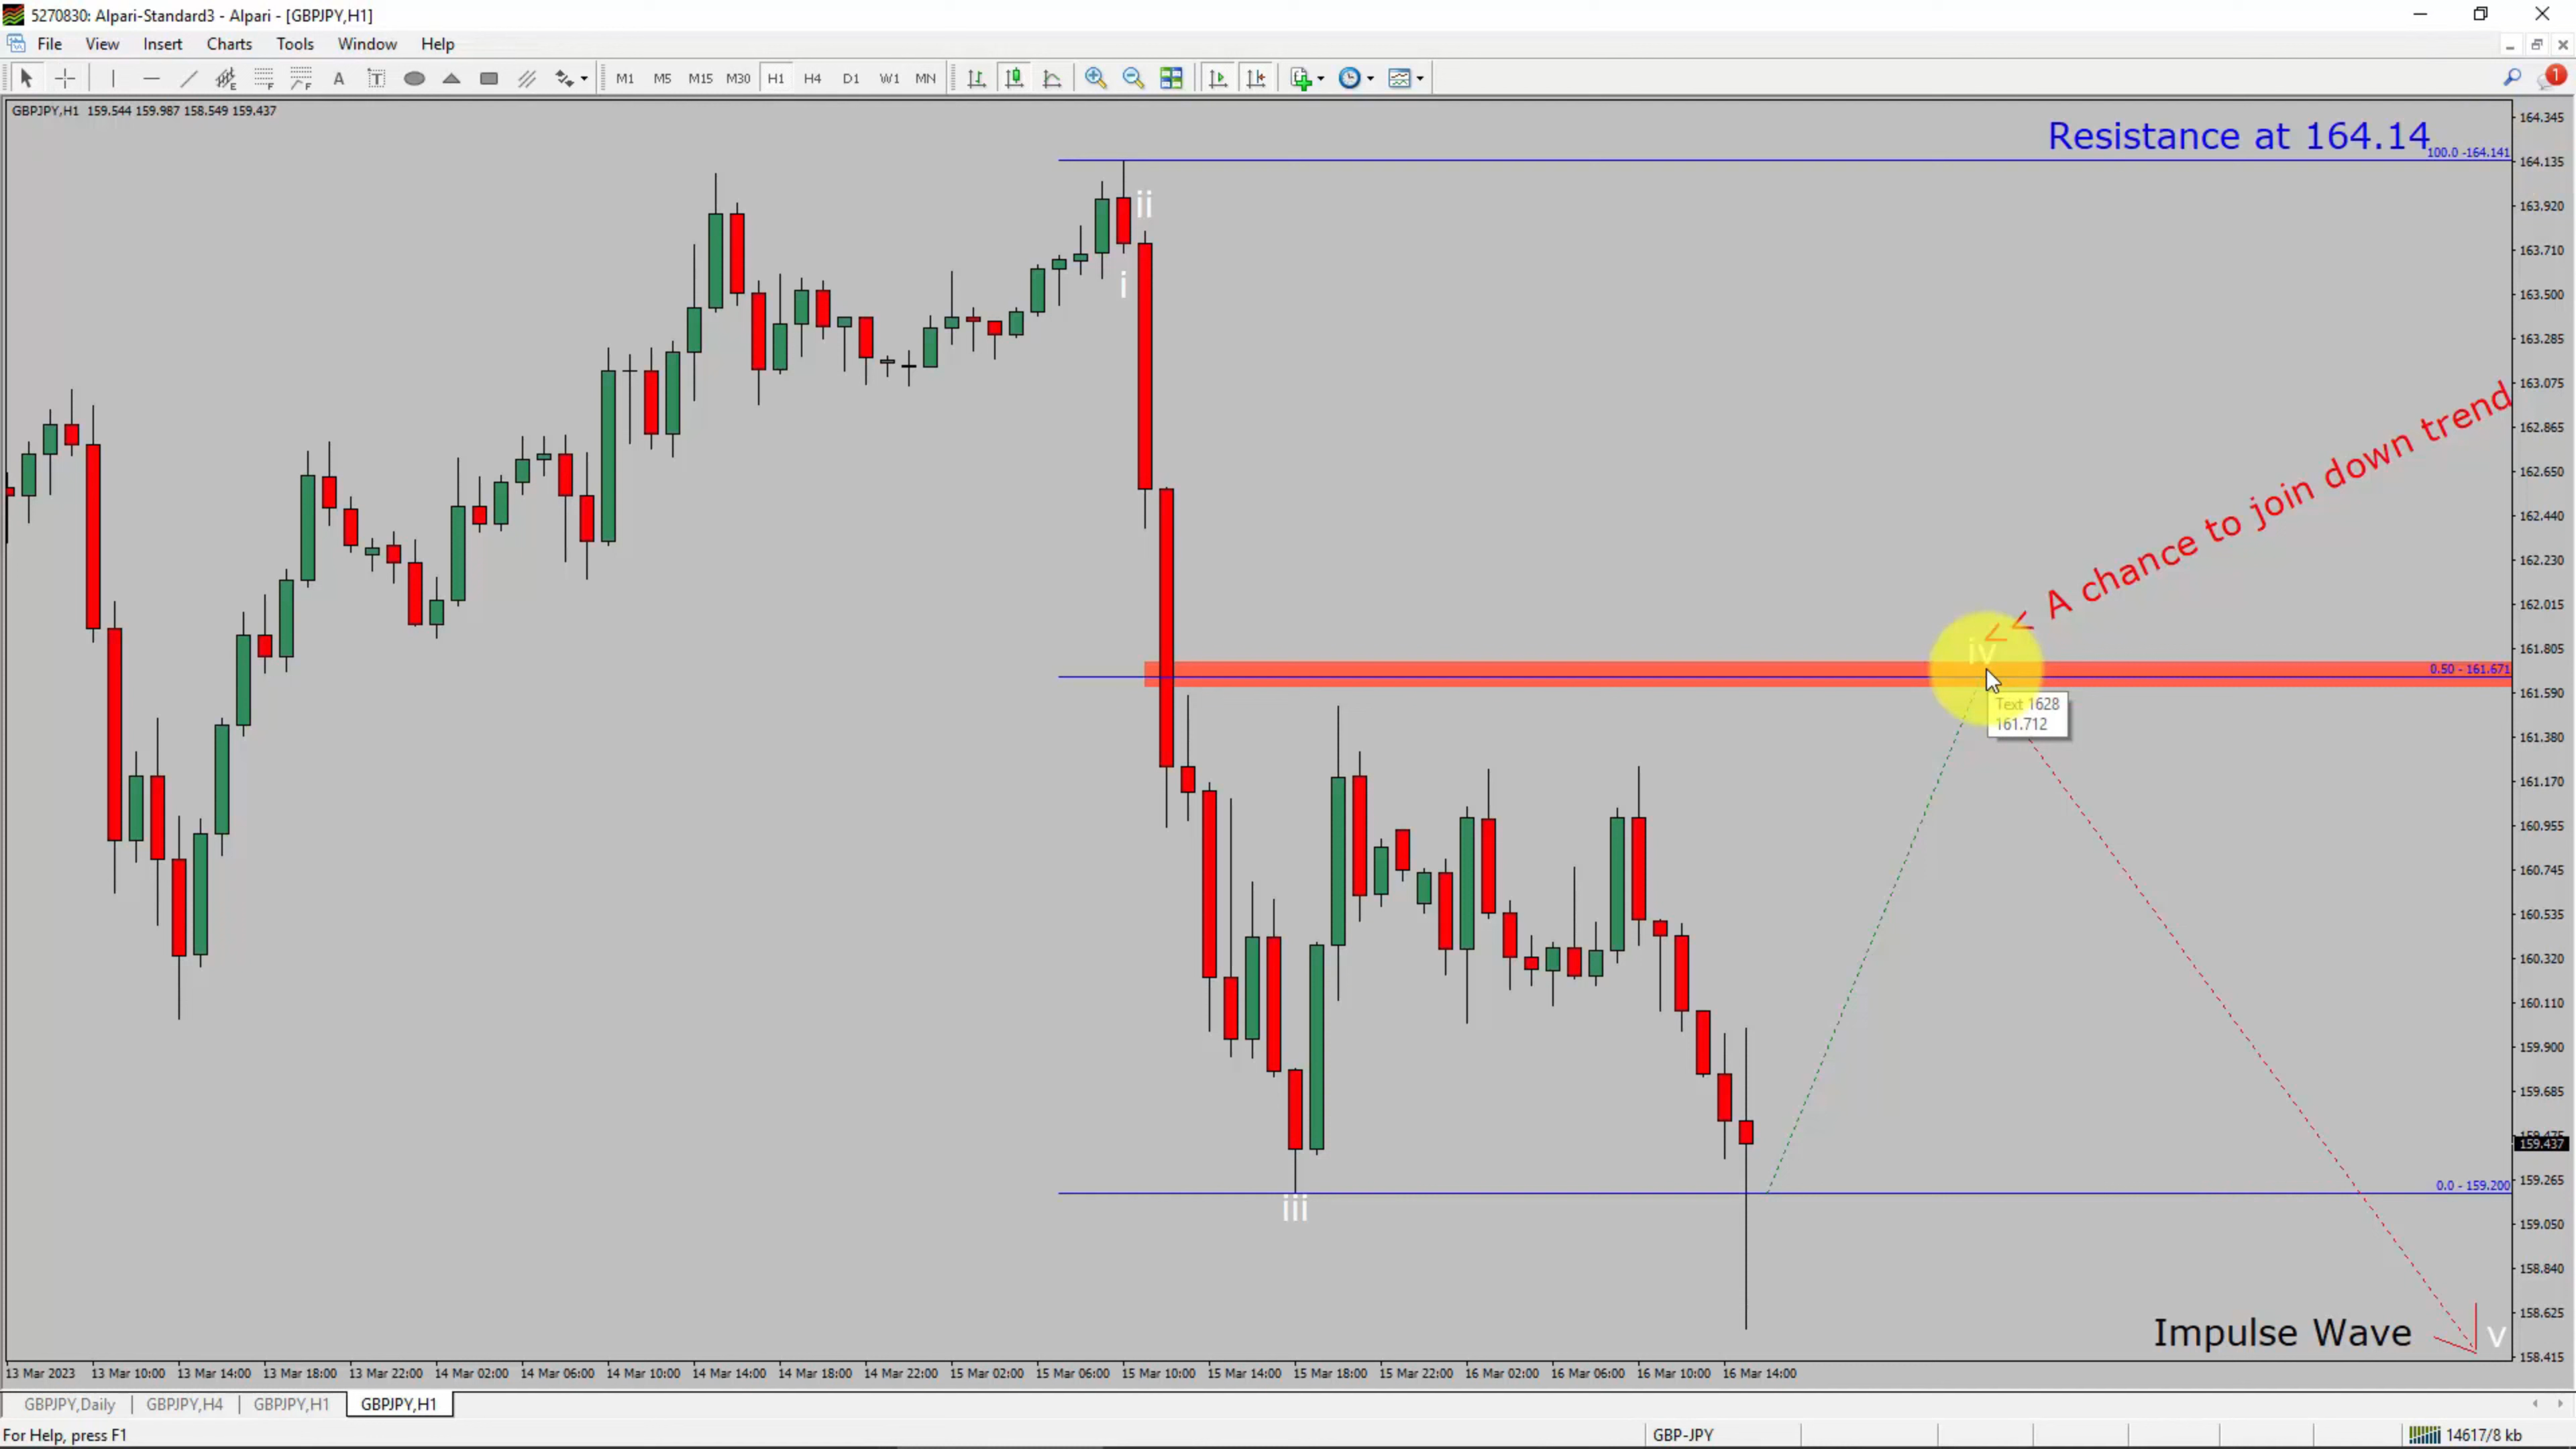 5270830: Alpari-Standard3 - Alpari - [GBPJPY,H1]
File View Insert Charts Tools Window Help
A T M1 M5 M15 M30 H1 H4 D1 W1 MN 1
GBPJPY,H1 159.544 159.987 158.549 159.437
Resistance at 164.14
100.0 -164.141
ii
i
A chance to join down trend
<<
iv
0.50 - 161.671
Text 1628
161.712
iii
0.0 - 159.200
Impulse Wave
v
164.345
164.135
163.920
163.710
163.500
163.285
163.075
162.865
162.650
162.440
162.230
162.015
161.805
161.590
161.380
161.170
160.955
160.745
160.535
160.320
160.110
159.900
159.685
159.437
159.265
159.050
158.840
158.625
158.415
13 Mar 2023 13 Mar 10:00 13 Mar 14:00 13 Mar 18:00 13 Mar 22:00 14 Mar 02:00 14 Mar 06:00 14 Mar 10:00 14 Mar 14:00 14 Mar 18:00 14 Mar 22:00 15 Mar 02:00 15 Mar 06:00 15 Mar 10:00 15 Mar 14:00 15 Mar 18:00 15 Mar 22:00 16 Mar 02:00 16 Mar 06:00 16 Mar 10:00 16 Mar 14:00
GBPJPY,Daily GBPJPY,H4 GBPJPY,H1 GBPJPY,H1
For Help, press F1 GBP-JPY 14617/8 kb